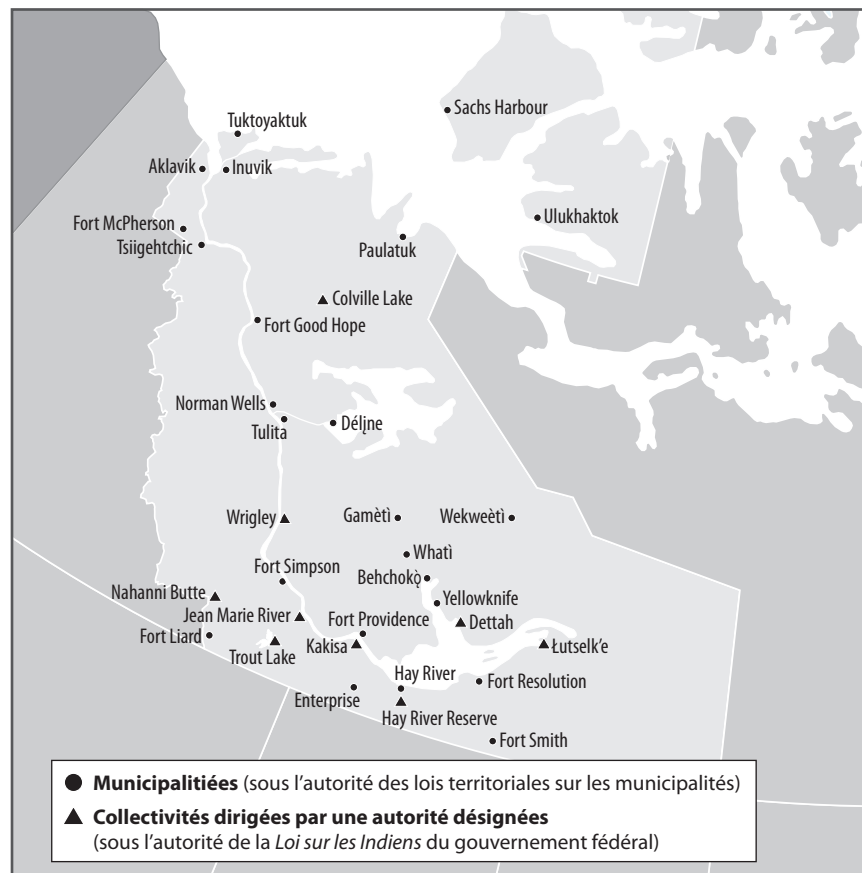 Tuktoyaktuk
Sachs Harbour
Aklavik
Inuvik
Fort McPherson
Ulukhaktok
Tsiigehtchic
Paulatuk
Colville Lake
Fort Good Hope
Norman Wells
Tulita
Délįne
Wrigley
Gamètì
Wekweètì
Whatì
Fort Simpson
Behchokǫ̀
Nahanni Butte
Yellowknife
Jean Marie River
Fort Providence
Dettah
Fort Liard
Trout Lake
Kakisa
Łutselk’e
Hay River
Fort Resolution
Enterprise
Hay River Reserve
Fort Smith
Municipalitiées (sous l’autorité des lois territoriales sur les municipalités)
Collectivités dirigées par une autorité désignées
(sous l’autorité de la Loi sur les Indiens du gouvernement fédéral)